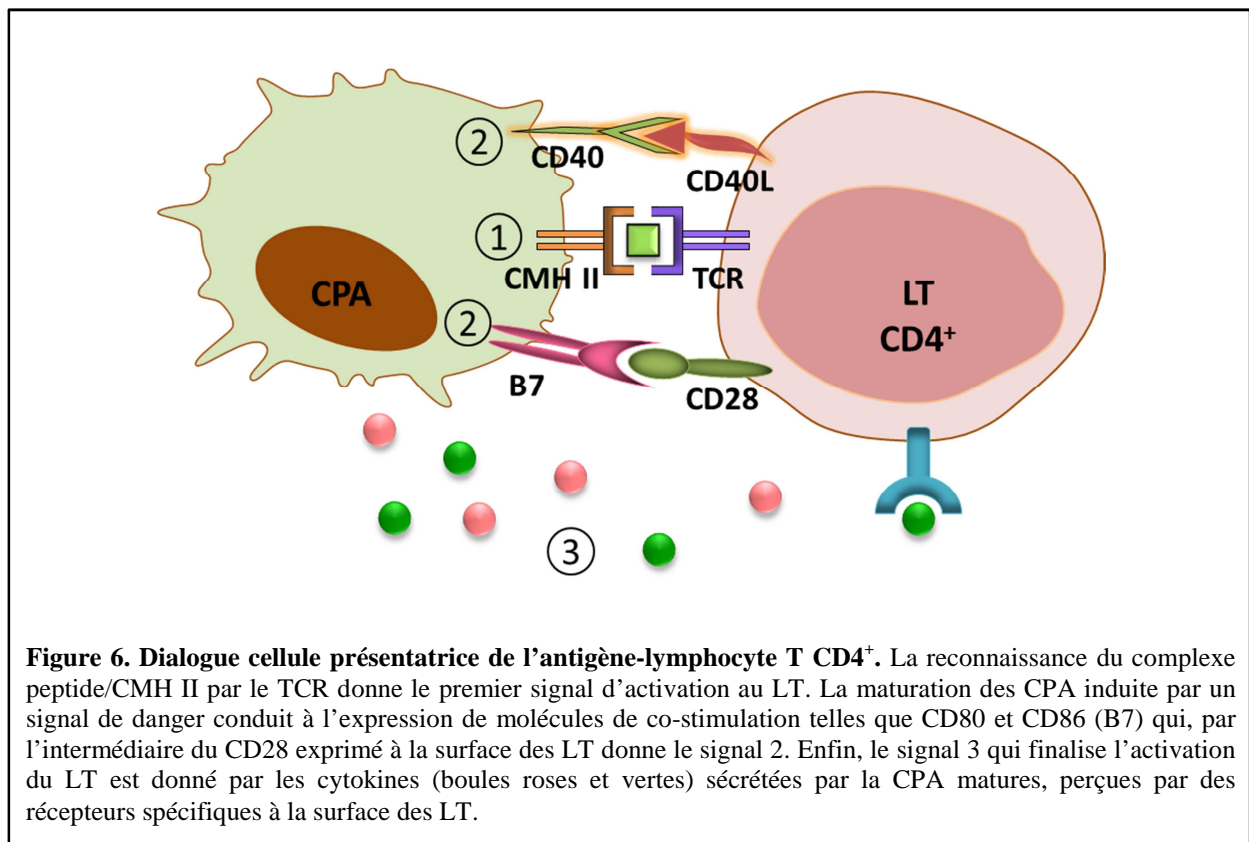 ②
CD40
CD40L
①
CMH II
TCR
CPA
LT
CD4⁺
②
B7
CD28
③
Figure 6. Dialogue cellule présentatrice de l’antigène-lymphocyte T CD4⁺. La reconnaissance du complexe
peptide/CMH II par le TCR donne le premier signal d’activation au LT. La maturation des CPA induite par un
signal de danger conduit à l’expression de molécules de co-stimulation telles que CD80 et CD86 (B7) qui, par
l’intermédiaire du CD28 exprimé à la surface des LT donne le signal 2. Enfin, le signal 3 qui finalise l’activation
du LT est donné par les cytokines (boules roses et vertes) sécrétées par la CPA matures, perçues par des
récepteurs spécifiques à la surface des LT.